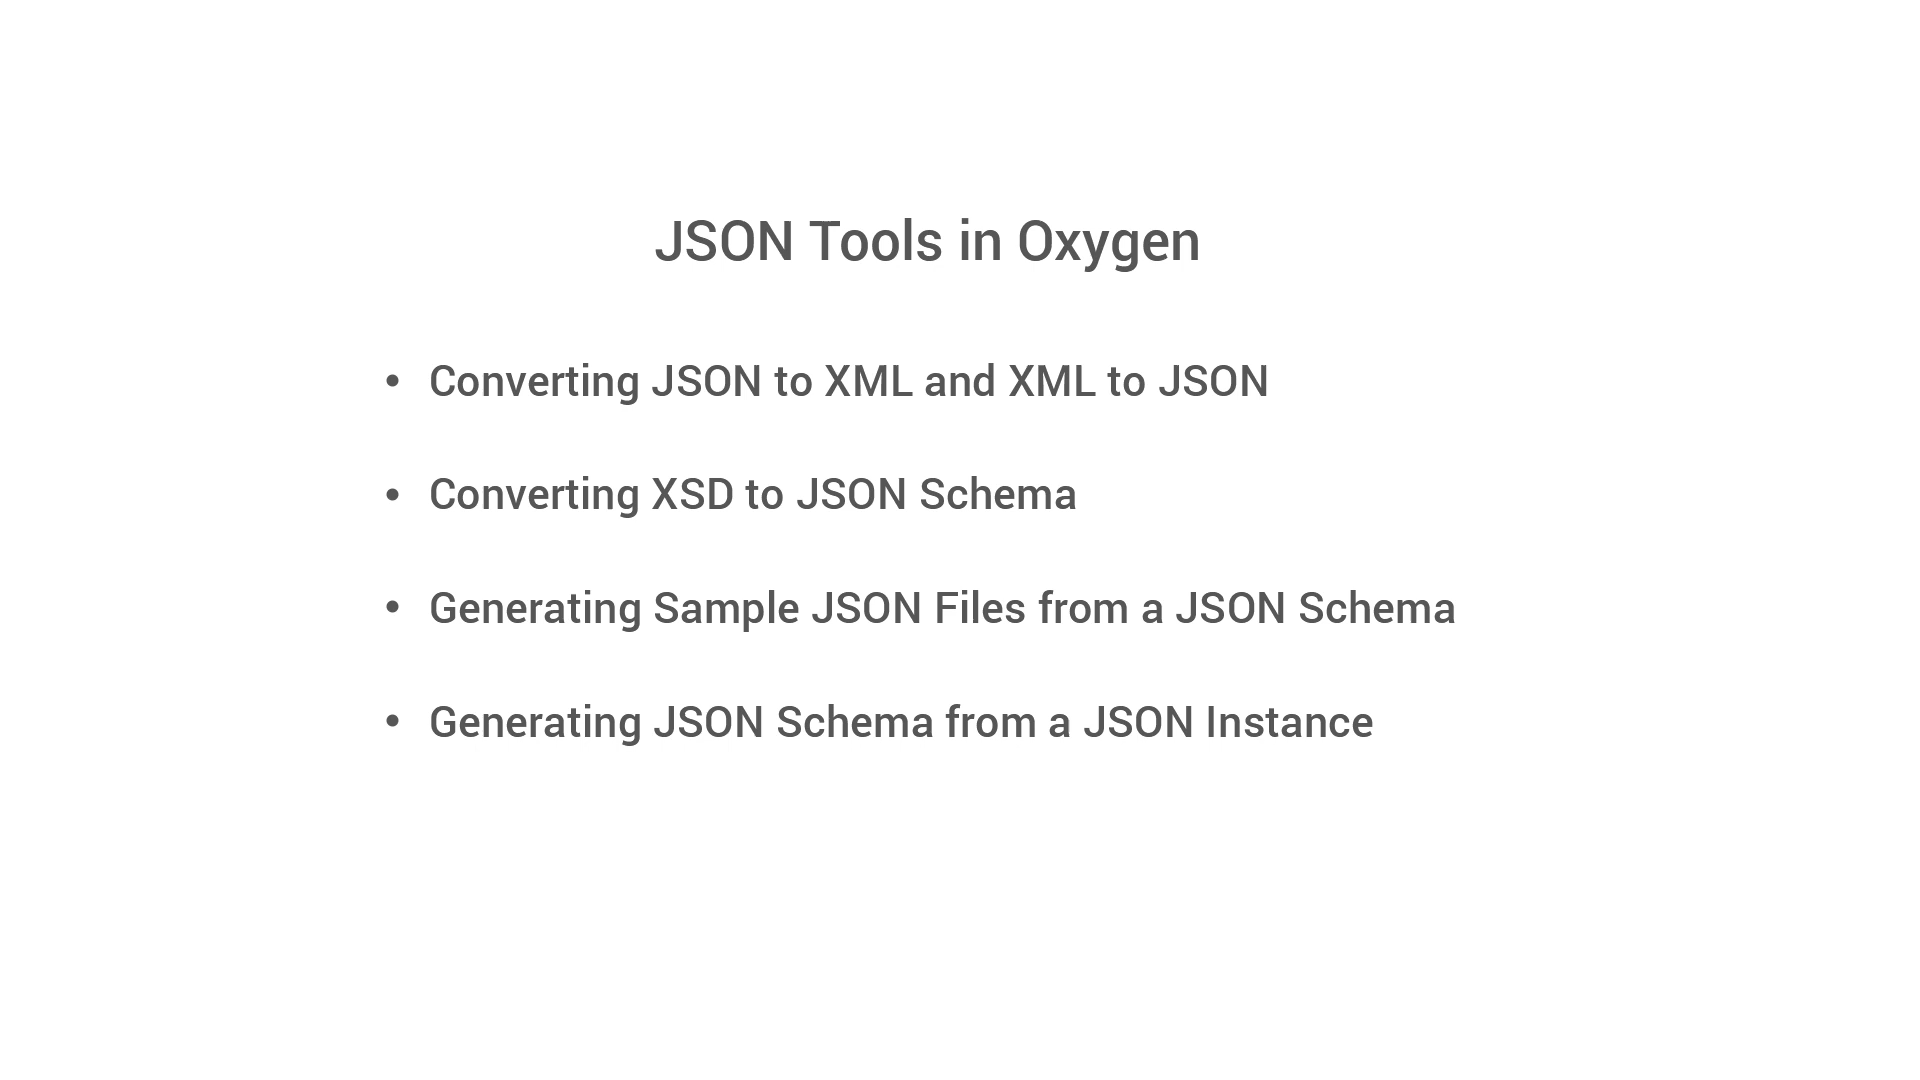 JSON Tools in Oxygen
• Converting JSON to XML and XML to JSON
• Converting XSD to JSON Schema
• Generating Sample JSON Files from a JSON Schema
• Generating JSON Schema from a JSON Instance